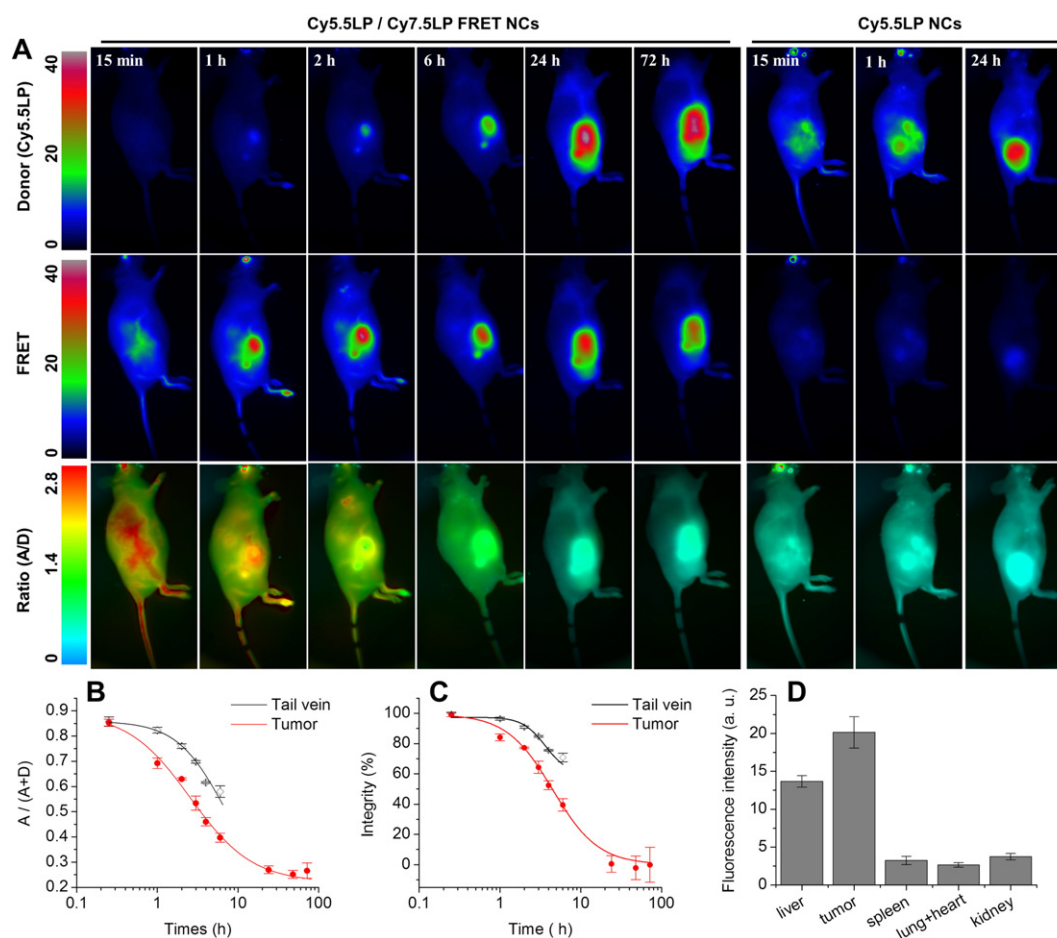 Cy5.5LP / Cy7.5LP FRET NCs
Cy5.5LP NCs
A
15 min
1 h
2 h
6 h
24 h
72 h
15 min
1 h
24 h
Donor (Cy5.5LP)
40
20
0
FRET
40
20
0
Ratio (A/D)
2.8
1.4
0
B
Tail vein
Tumor
A / (A+D)
0.9
0.8
0.7
0.6
0.5
0.4
0.3
0.2
0.1
1
10
100
Times (h)
C
Tail vein
Tumor
Integrity (%)
100
80
60
40
20
0
0.1
1
10
100
Time ( h)
D
Fluorescence intensity (a. u.)
25
20
15
10
5
0
liver
tumor
spleen
lung+heart
kidney